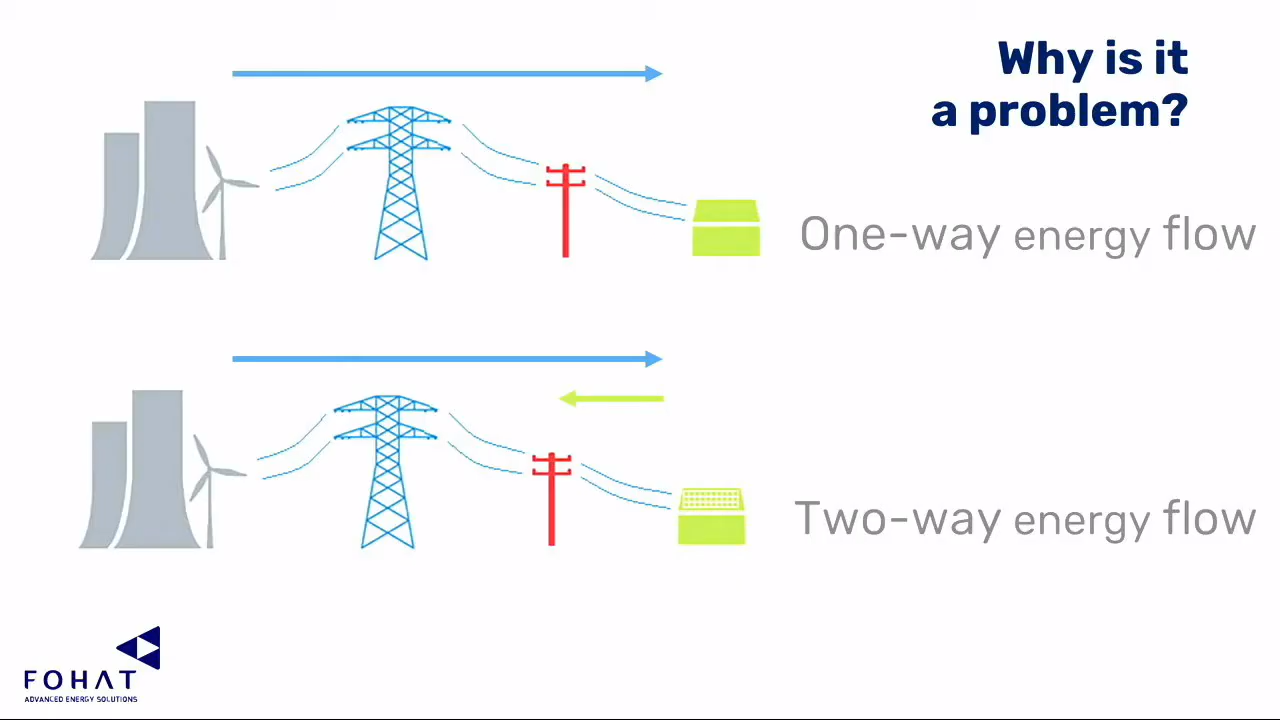 Why is it
a problem?
One-way energy flow
Two-way energy flow
FOHAT
ADVANCED ENERGY SOLUTIONS